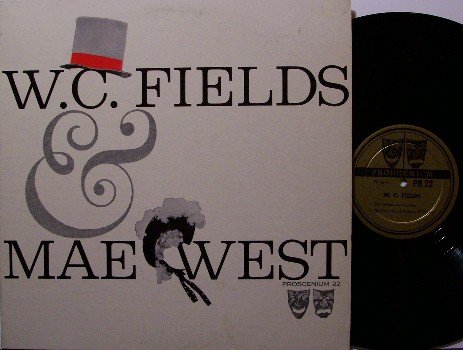 W.C. FIELDS
&
MAE WEST
PROSCENIUM 22
PROSCENIUM
PR 22
W. C. FIELDS